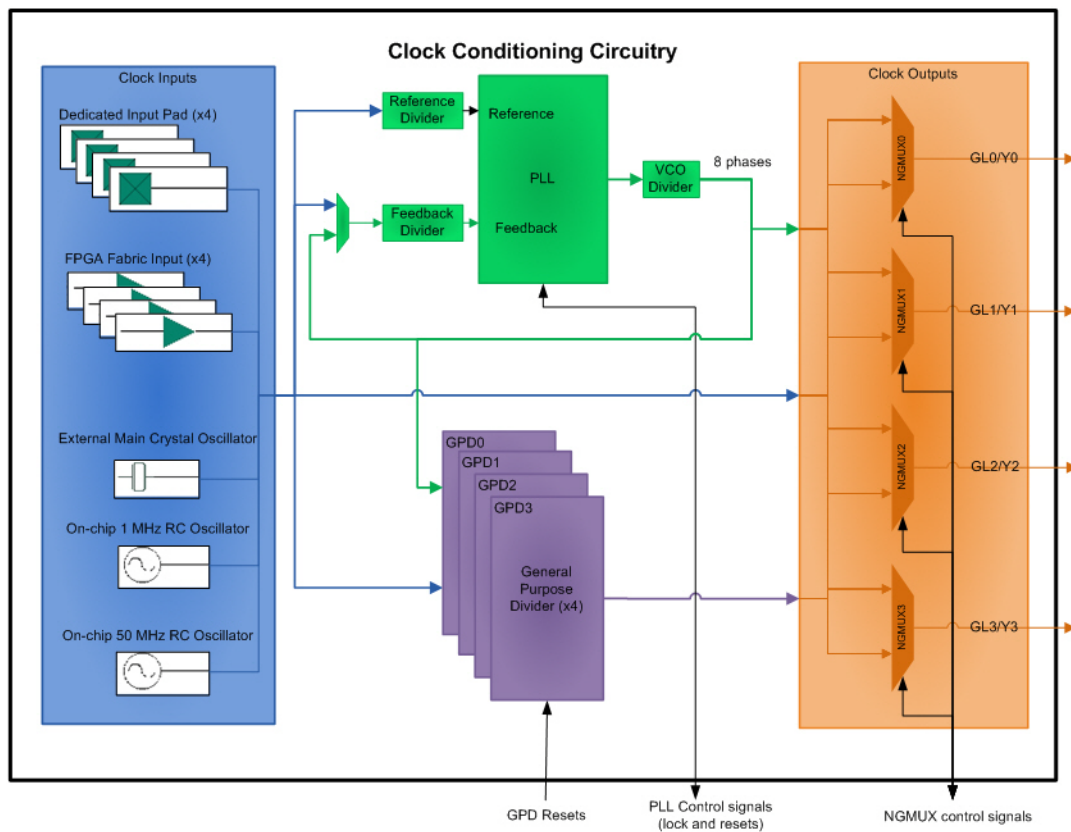 Clock Conditioning Circuitry
Clock Inputs
Dedicated Input Pad (x4)
FPGA Fabric Input (x4)
External Main Crystal Oscillator
On-chip 1 MHz RC Oscillator
On-chip 50 MHz RC Oscillator
Reference
Divider
Reference
PLL
Feedback
Feedback
Divider
VCO
Divider
8 phases
GPD0
GPD1
GPD2
GPD3
General
Purpose
Divider (x4)
Clock Outputs
NGMUX0
GL0/Y0
NGMUX1
GL1/Y1
NGMUX2
GL2/Y2
NGMUX3
GL3/Y3
GPD Resets
PLL Control signals
(lock and resets)
NGMUX control signals